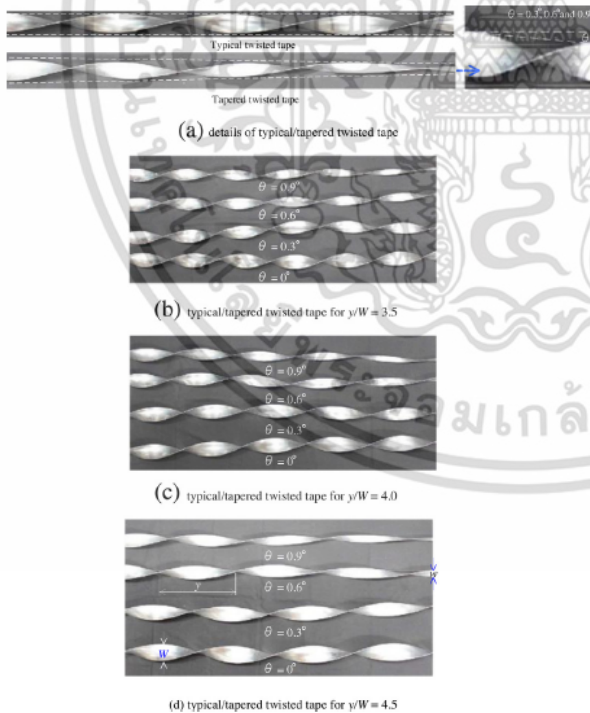 θ = 0.3°, 0.6° and 0.9°
θ
Typical twisted tape
Tapered twisted tape
(a) details of typical/tapered twisted tape
θ = 0.9°
θ = 0.6°
θ = 0.3°
θ = 0°
(b) typical/tapered twisted tape for y/W = 3.5
θ = 0.9°
θ = 0.6°
θ = 0.3°
θ = 0°
(c) typical/tapered twisted tape for y/W = 4.0
θ = 0.9°
y
θ = 0.6°
θ = 0.3°
W
θ = 0°
(d) typical/tapered twisted tape for y/W = 4.5